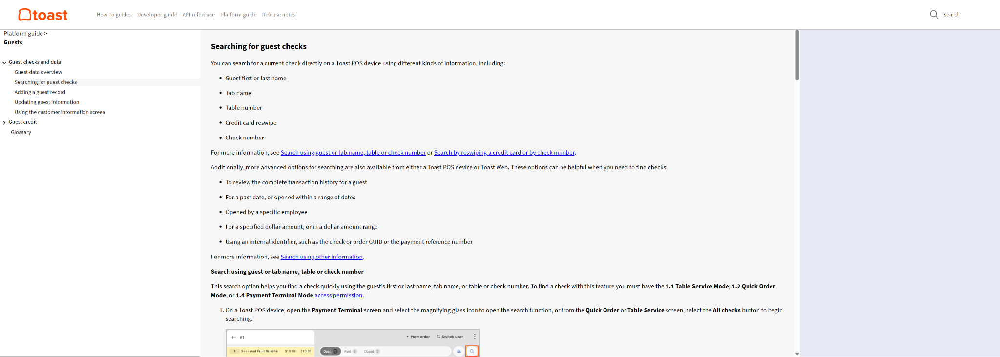 toast
How-to guides Developer guide API reference Platform guide Release notes
Search
Platform guide >
Guests
Guest checks and data
Guest data overview
Searching for guest checks
Adding a guest record
Updating guest information
Using the customer information screen
Guest credit
Glossary
Searching for guest checks
You can search for a current check directly on a Toast POS device using different kinds of information, including:
• Guest first or last name
• Tab name
• Table number
• Credit card reswipe
• Check number
For more information, see Search using guest or tab name, table or check number or Search by reswiping a credit card or by check number.
Additionally, more advanced options for searching are also available from either a Toast POS device or Toast Web. These options can be helpful when you need to find checks:
• To review the complete transaction history for a guest
• For a past date, or opened within a range of dates
• Opened by a specific employee
• For a specified dollar amount, or in a dollar amount range
• Using an internal identifier, such as the check or order GUID or the payment reference number
For more information, see Search using other information.
Search using guest or tab name, table or check number
This search option helps you find a check quickly using the guest's first or last name, tab name, or table or check number. To find a check with this feature you must have the 1.1 Table Service Mode, 1.2 Quick Order
Mode, or 1.4 Payment Terminal Mode access permission.
1. On a Toast POS device, open the Payment Terminal screen and select the magnifying glass icon to open the search function, or from the Quick Order or Table Service screen, select the All checks button to begin
searching.
← #1
+ New order Switch user
1 Seasonal Fruit Brioche $10.00 $10.00
Open 1 Paid 0 Closed 0